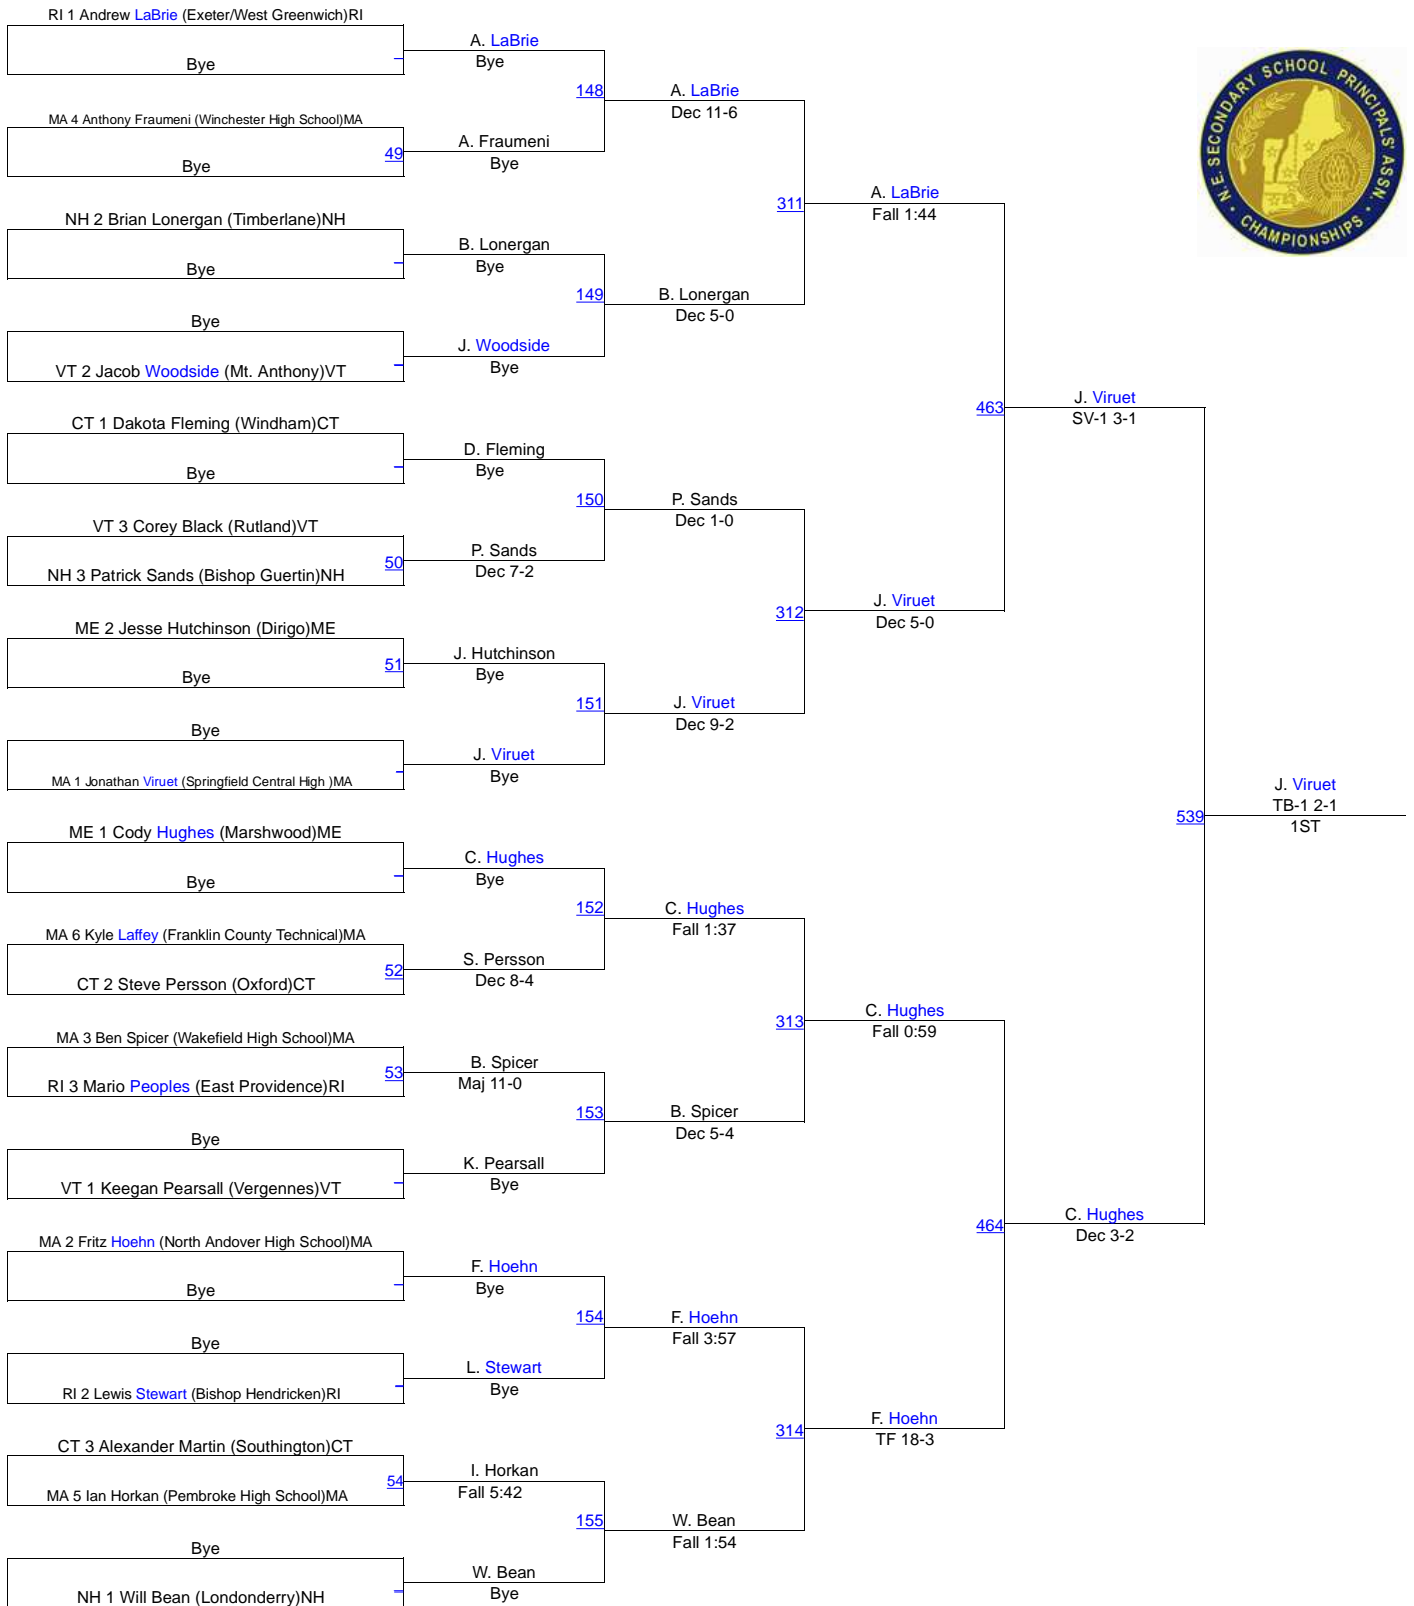 RI 1 Andrew LaBrie (Exeter/West Greenwich)RI
Bye
MA 4 Anthony Fraumeni (Winchester High School)MA
49
Bye
NH 2 Brian Lonergan (Timberlane)NH
Bye
Bye
VT 2 Jacob Woodside (Mt. Anthony)VT
CT 1 Dakota Fleming (Windham)CT
Bye
VT 3 Corey Black (Rutland)VT
50
NH 3 Patrick Sands (Bishop Guertin)NH
ME 2 Jesse Hutchinson (Dirigo)ME
51
Bye
Bye
MA 1 Jonathan Viruet (Springfield Central High )MA
ME 1 Cody Hughes (Marshwood)ME
Bye
MA 6 Kyle Laffey (Franklin County Technical)MA
52
CT 2 Steve Persson (Oxford)CT
MA 3 Ben Spicer (Wakefield High School)MA
53
RI 3 Mario Peoples (East Providence)RI
Bye
VT 1 Keegan Pearsall (Vergennes)VT
MA 2 Fritz Hoehn (North Andover High School)MA
Bye
Bye
RI 2 Lewis Stewart (Bishop Hendricken)RI
CT 3 Alexander Martin (Southington)CT
54
MA 5 Ian Horkan (Pembroke High School)MA
Bye
NH 1 Will Bean (Londonderry)NH
A. LaBrie
Bye
148
A. Fraumeni
Bye
B. Lonergan
Bye
149
J. Woodside
Bye
D. Fleming
Bye
150
P. Sands
Dec 7-2
J. Hutchinson
Bye
151
J. Viruet
Bye
C. Hughes
Bye
152
S. Persson
Dec 8-4
B. Spicer
Maj 11-0
153
K. Pearsall
Bye
F. Hoehn
Bye
154
L. Stewart
Bye
I. Horkan
Fall 5:42
155
W. Bean
Bye
A. LaBrie
Dec 11-6
311
B. Lonergan
Dec 5-0
P. Sands
Dec 1-0
312
J. Viruet
Dec 9-2
C. Hughes
Fall 1:37
313
B. Spicer
Dec 5-4
F. Hoehn
Fall 3:57
314
W. Bean
Fall 1:54
A. LaBrie
Fall 1:44
463
J. Viruet
Dec 5-0
C. Hughes
Fall 0:59
464
F. Hoehn
TF 18-3
J. Viruet
SV-1 3-1
539
C. Hughes
Dec 3-2
J. Viruet
TB-1 2-1
1ST
N.E. SECONDARY SCHOOL PRINCIPALS' ASSN.
• CHAMPIONSHIPS •